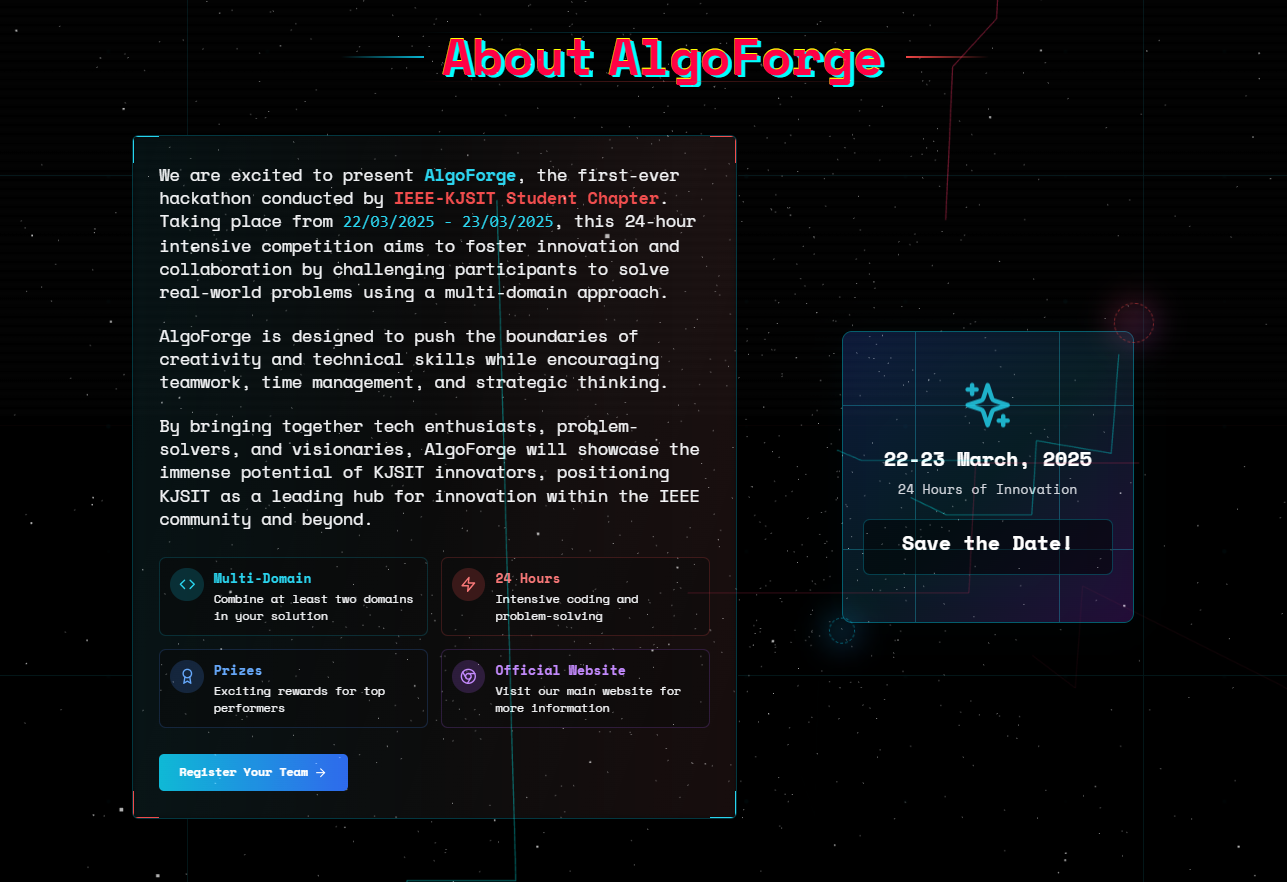 About AlgoForge
We are excited to present AlgoForge, the first-ever
hackathon conducted by IEEE-KJSIT Student Chapter.
Taking place from 22/03/2025 - 23/03/2025, this 24-hour
intensive competition aims to foster innovation and
collaboration by challenging participants to solve
real-world problems using a multi-domain approach.
AlgoForge is designed to push the boundaries of
creativity and technical skills while encouraging
teamwork, time management, and strategic thinking.
By bringing together tech enthusiasts, problem-
solvers, and visionaries, AlgoForge will showcase the
immense potential of KJSIT innovators, positioning
KJSIT as a leading hub for innovation within the IEEE
community and beyond.
Multi-Domain
Combine at least two domains
in your solution
24 Hours
Intensive coding and
problem-solving
Prizes
Exciting rewards for top
performers
Official Website
Visit our main website for
more information
Register Your Team →
22-23 March, 2025
24 Hours of Innovation
Save the Date!